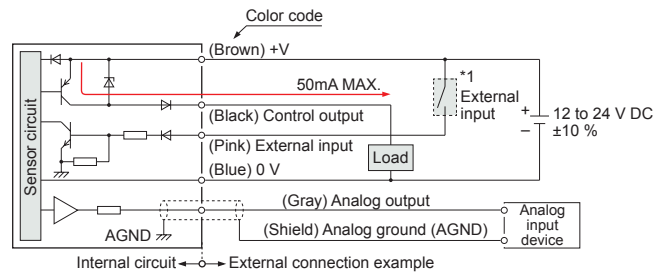 Color code
(Brown) +V
50mA MAX.
*1
External
input
(Black) Control output
+
−
12 to 24 V DC
±10 %
Sensor circuit
(Pink) External input
Load
(Blue) 0 V
(Gray) Analog output
Analog
input
device
(Shield) Analog ground (AGND)
AGND
Internal circuit
External connection example